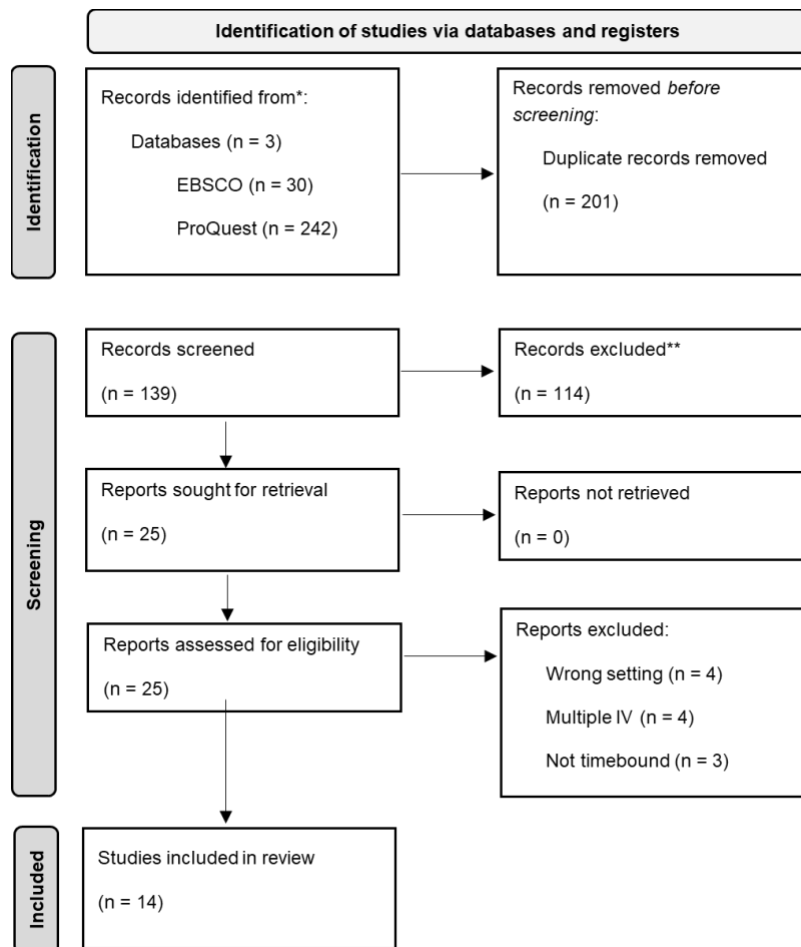 Identification of studies via databases and registers
Identification
Records identified from*:
Databases (n = 3)
EBSCO (n = 30)
ProQuest (n = 242)
Records removed before
screening:
Duplicate records removed
(n = 201)
Screening
Records screened
(n = 139)
Records excluded**
(n = 114)
Reports sought for retrieval
(n = 25)
Reports not retrieved
(n = 0)
Reports assessed for eligibility
(n = 25)
Reports excluded:
Wrong setting (n = 4)
Multiple IV (n = 4)
Not timebound (n = 3)
Included
Studies included in review
(n = 14)